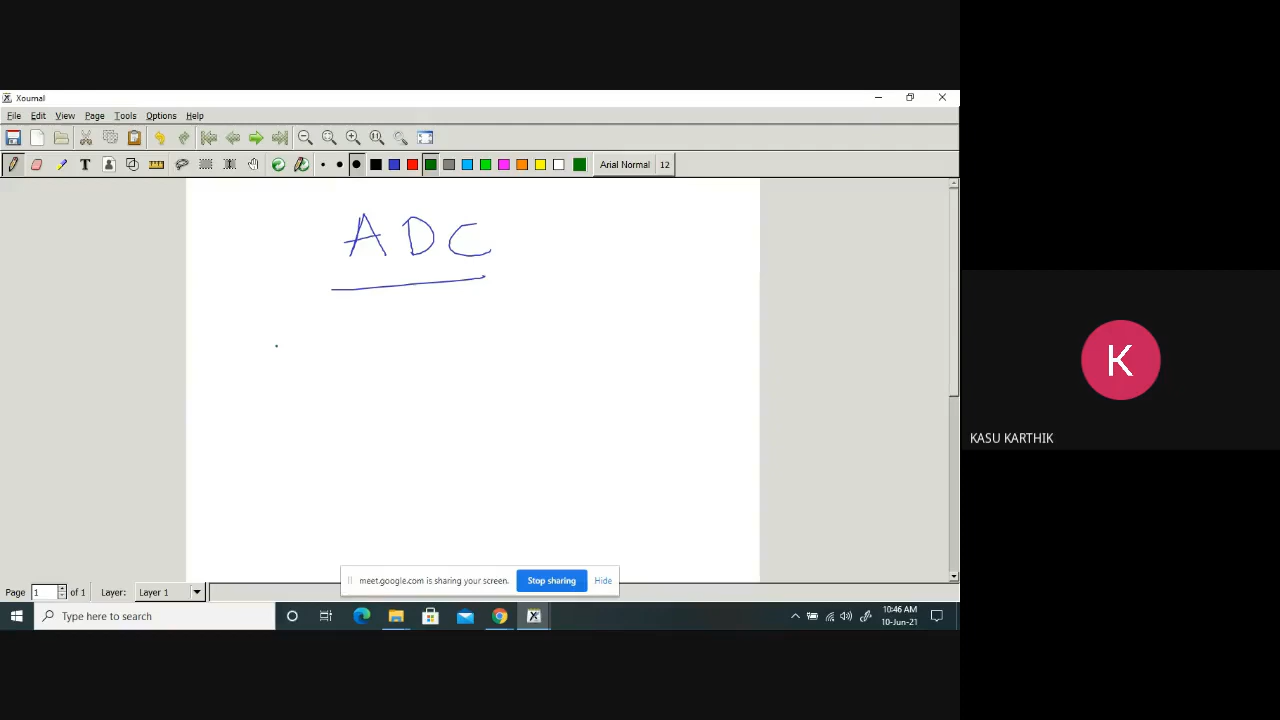 Xournal
File Edit View Page Tools Options Help
T Arial Normal 12
ADC
K
KASU KARTHIK
meet.google.com is sharing your screen. Stop sharing Hide
Page 1 of 1 Layer: Layer 1
Type here to search
10:46 AM
10-Jun-21